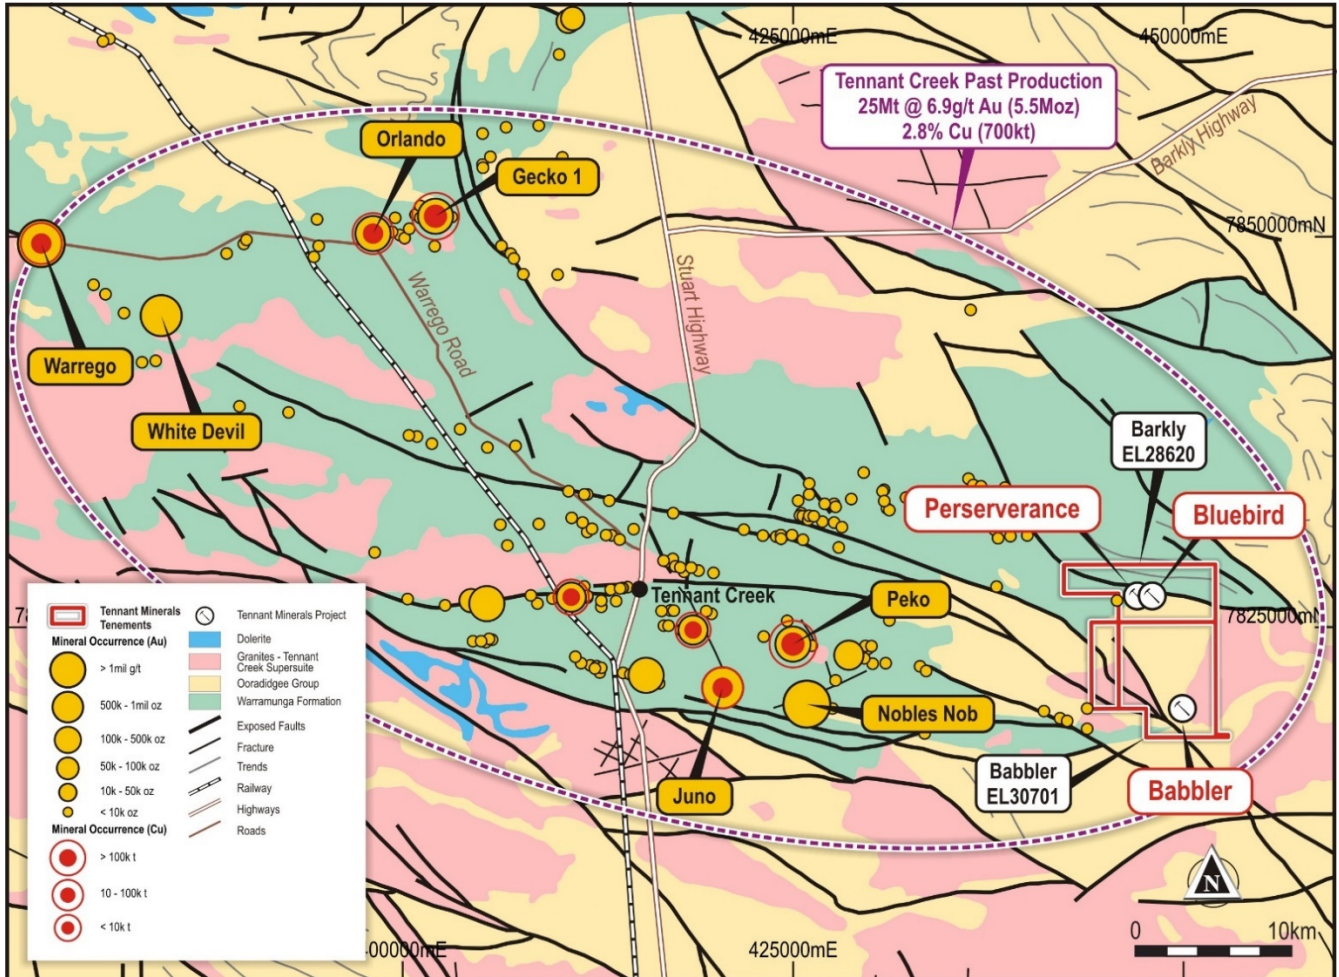 425000mE
450000mE
Tennant Creek Past Production
25Mt @ 6.9g/t Au (5.5Moz)
2.8% Cu (700kt)
Barkly Highway
Orlando
Gecko 1
7850000mN
Stuart Highway
Warrego Road
Warrego
White Devil
Barkly
EL28620
Perserverance
Bluebird
Tennant Creek
Peko
7825000mN
Nobles Nob
Juno
Babbler
EL30701
Babbler
78
Tennant Minerals
Tenements
Mineral Occurrence (Au)
> 1mil g/t
500k - 1mil oz
100k - 500k oz
50k - 100k oz
10k - 50k oz
< 10k oz
Mineral Occurrence (Cu)
> 100k t
10 - 100k t
< 10k t
Tennant Minerals Project
Dolerite
Granites - Tennant
Creek Supersuite
Ooradidgee Group
Warramunga Formation
Exposed Faults
Fracture
Trends
Railway
Highways
Roads
00000mE
425000mE
N
0 10km